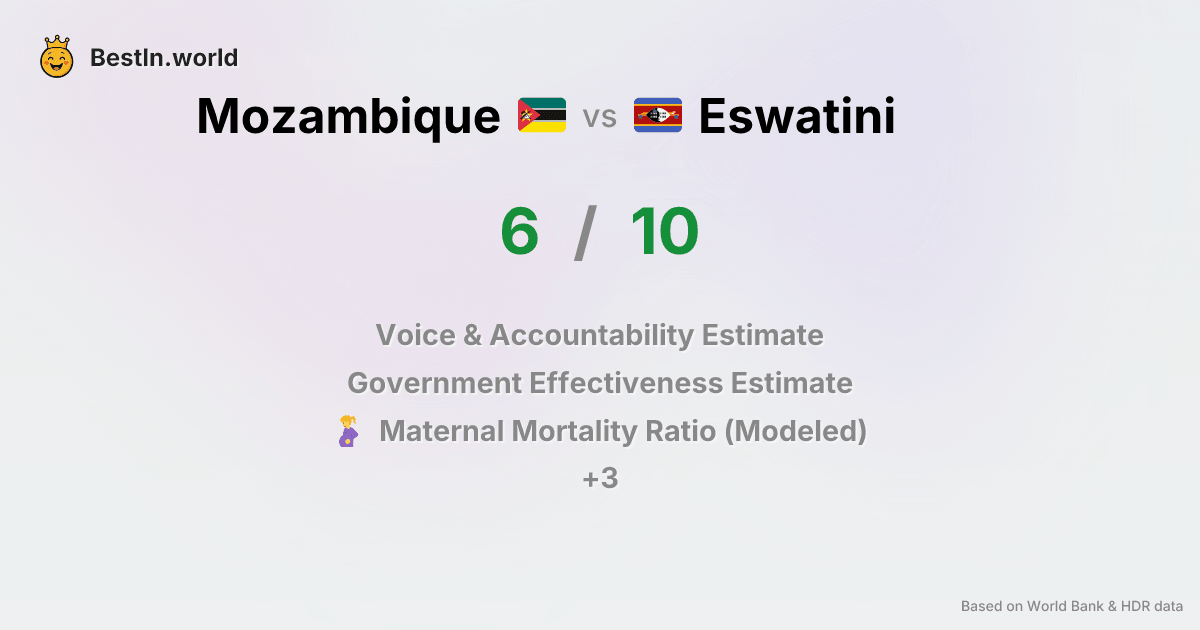 BestIn.world
Mozambique vs Eswatini
6 / 10
Voice & Accountability Estimate
Government Effectiveness Estimate
Maternal Mortality Ratio (Modeled)
+3
Based on World Bank & HDR data